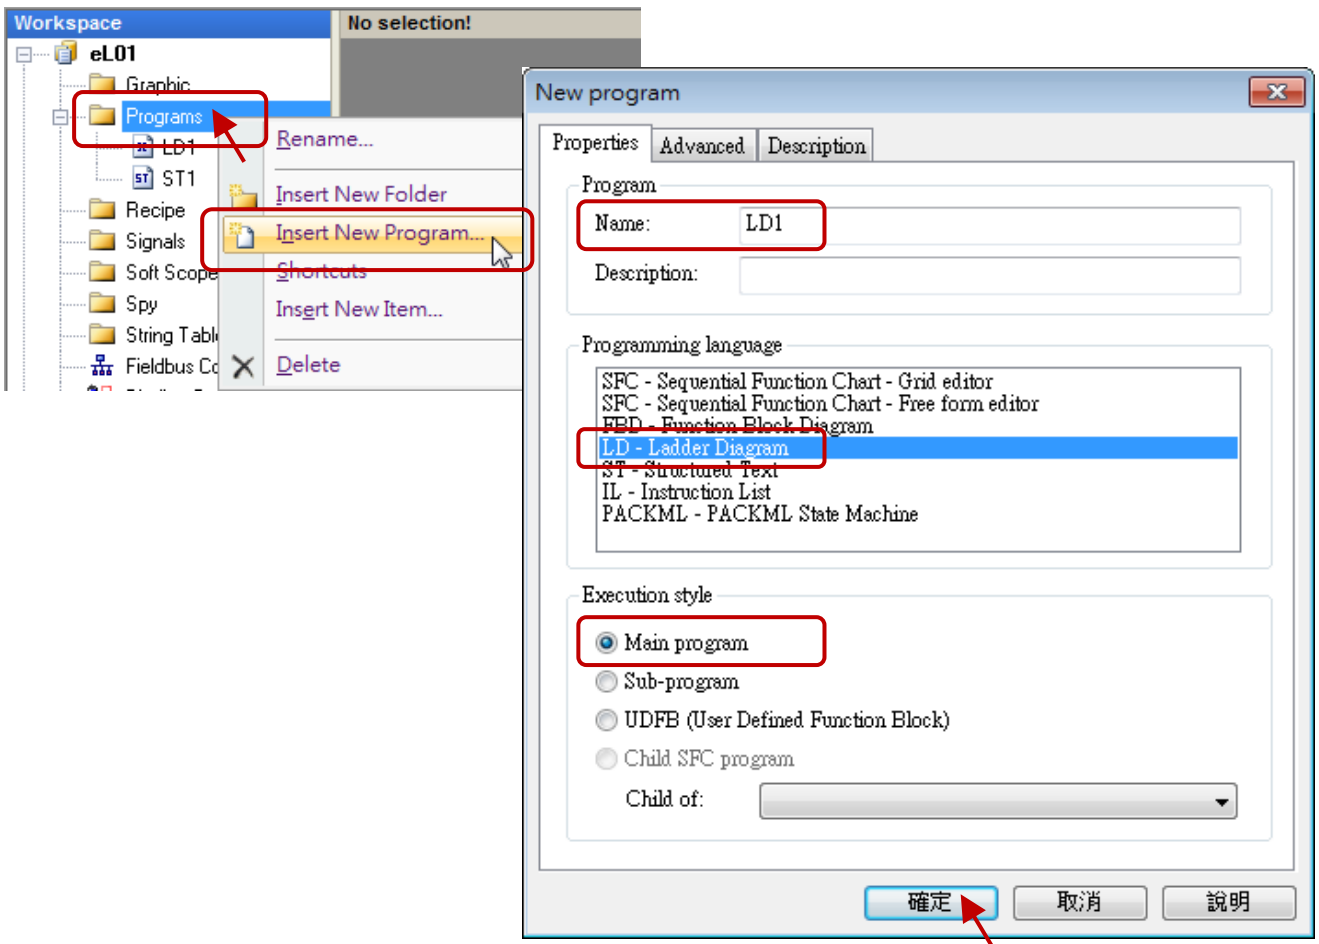 Workspace
No selection!
eL01
Graphic
Programs
LD1
ST1
Recipe
Signals
Soft Scope
Spy
String Tabl
Fieldbus Co
Rename...
Insert New Folder
Insert New Program...
Shortcuts
Insert New Item...
Delete
New program
Properties
Advanced
Description
Program
Name:
LD1
Description:
Programming language
SFC - Sequential Function Chart - Grid editor
SFC - Sequential Function Chart - Free form editor
FBD - Function Block Diagram
LD - Ladder Diagram
ST - Structured Text
IL - Instruction List
PACKML - PACKML State Machine
Execution style
Main program
Sub-program
UDFB (User Defined Function Block)
Child SFC program
Child of:
確定
取消
說明